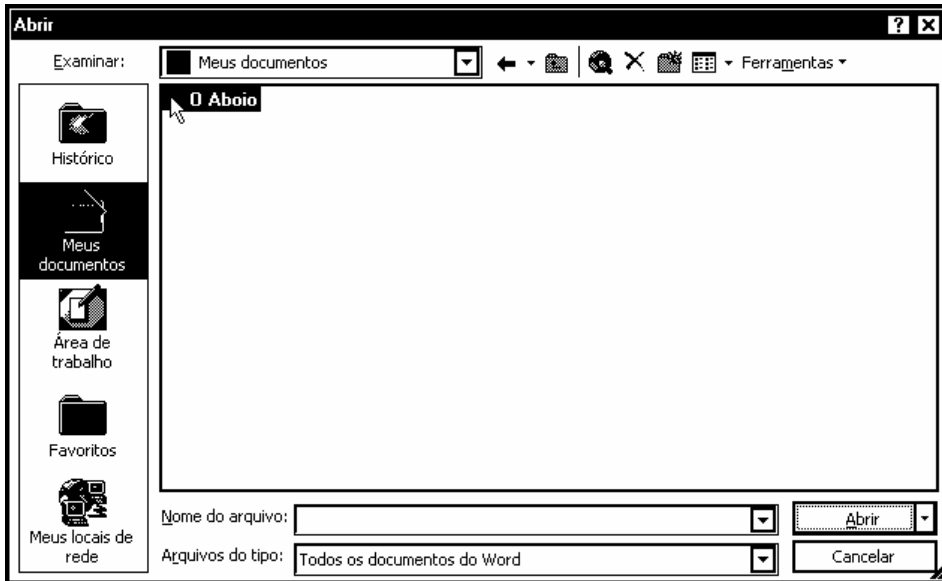 Abrir
Examinar:
Meus documentos
Ferramentas
O Aboio
Histórico
Meus
documentos
Área de
trabalho
Favoritos
Meus locais de
rede
Nome do arquivo:
Abrir
Arquivos do tipo:
Todos os documentos do Word
Cancelar